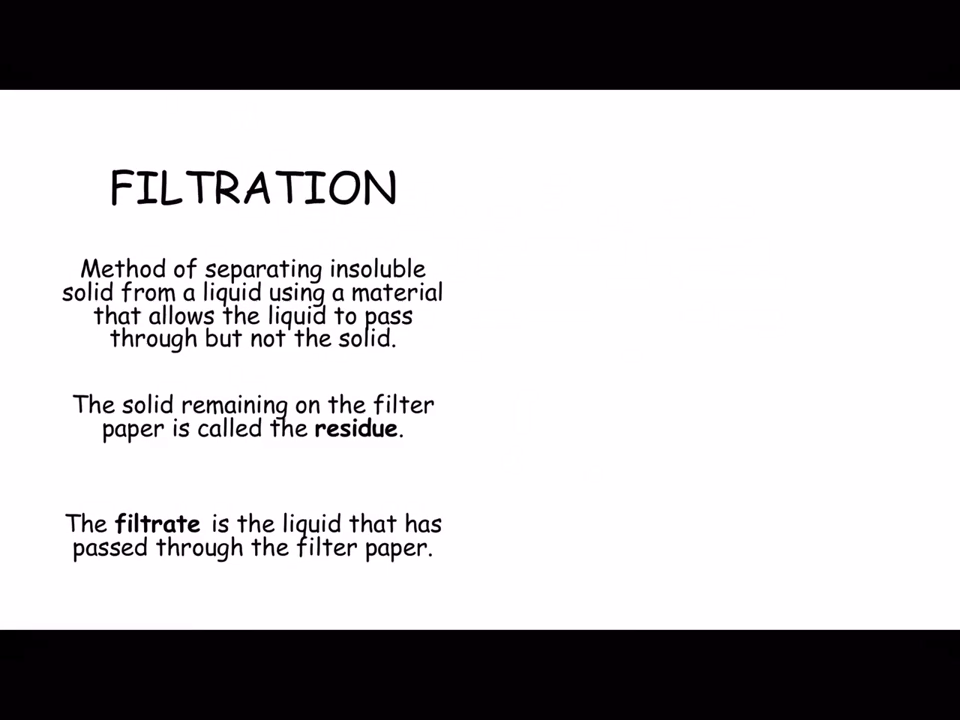 FILTRATION
Method of separating insoluble
solid from a liquid using a material
that allows the liquid to pass
through but not the solid.
The solid remaining on the filter
paper is called the residue.
The filtrate is the liquid that has
passed through the filter paper.